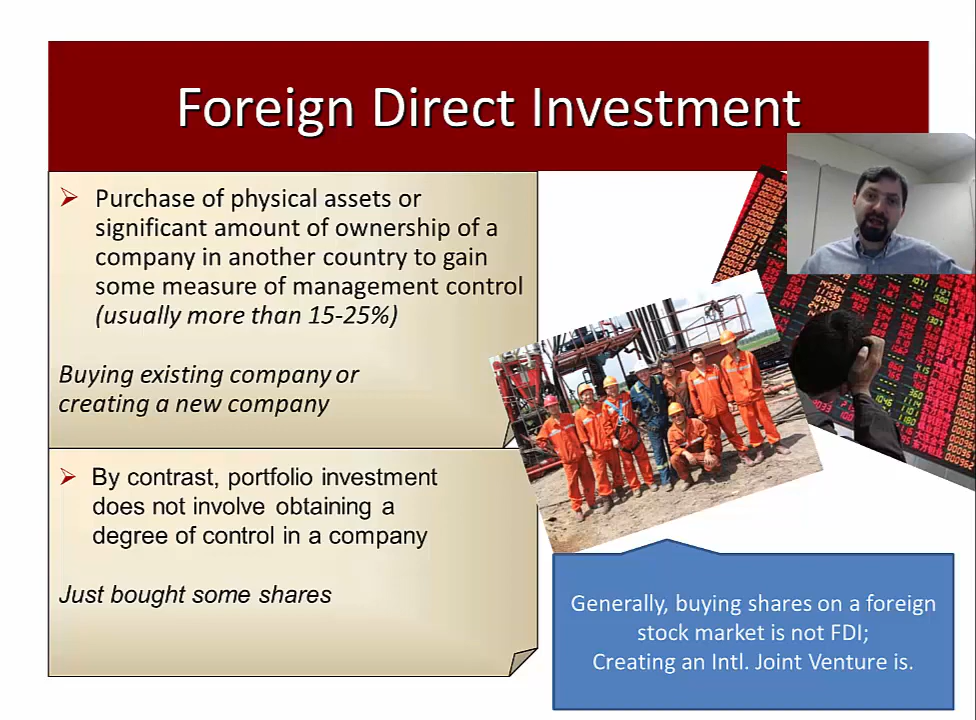 Foreign Direct Investment
Purchase of physical assets or
significant amount of ownership of a
company in another country to gain
some measure of management control
(usually more than 15-25%)
Buying existing company or
creating a new company
By contrast, portfolio investment
does not involve obtaining a
degree of control in a company
Just bought some shares
Generally, buying shares on a foreign
stock market is not FDI;
Creating an Intl. Joint Venture is.